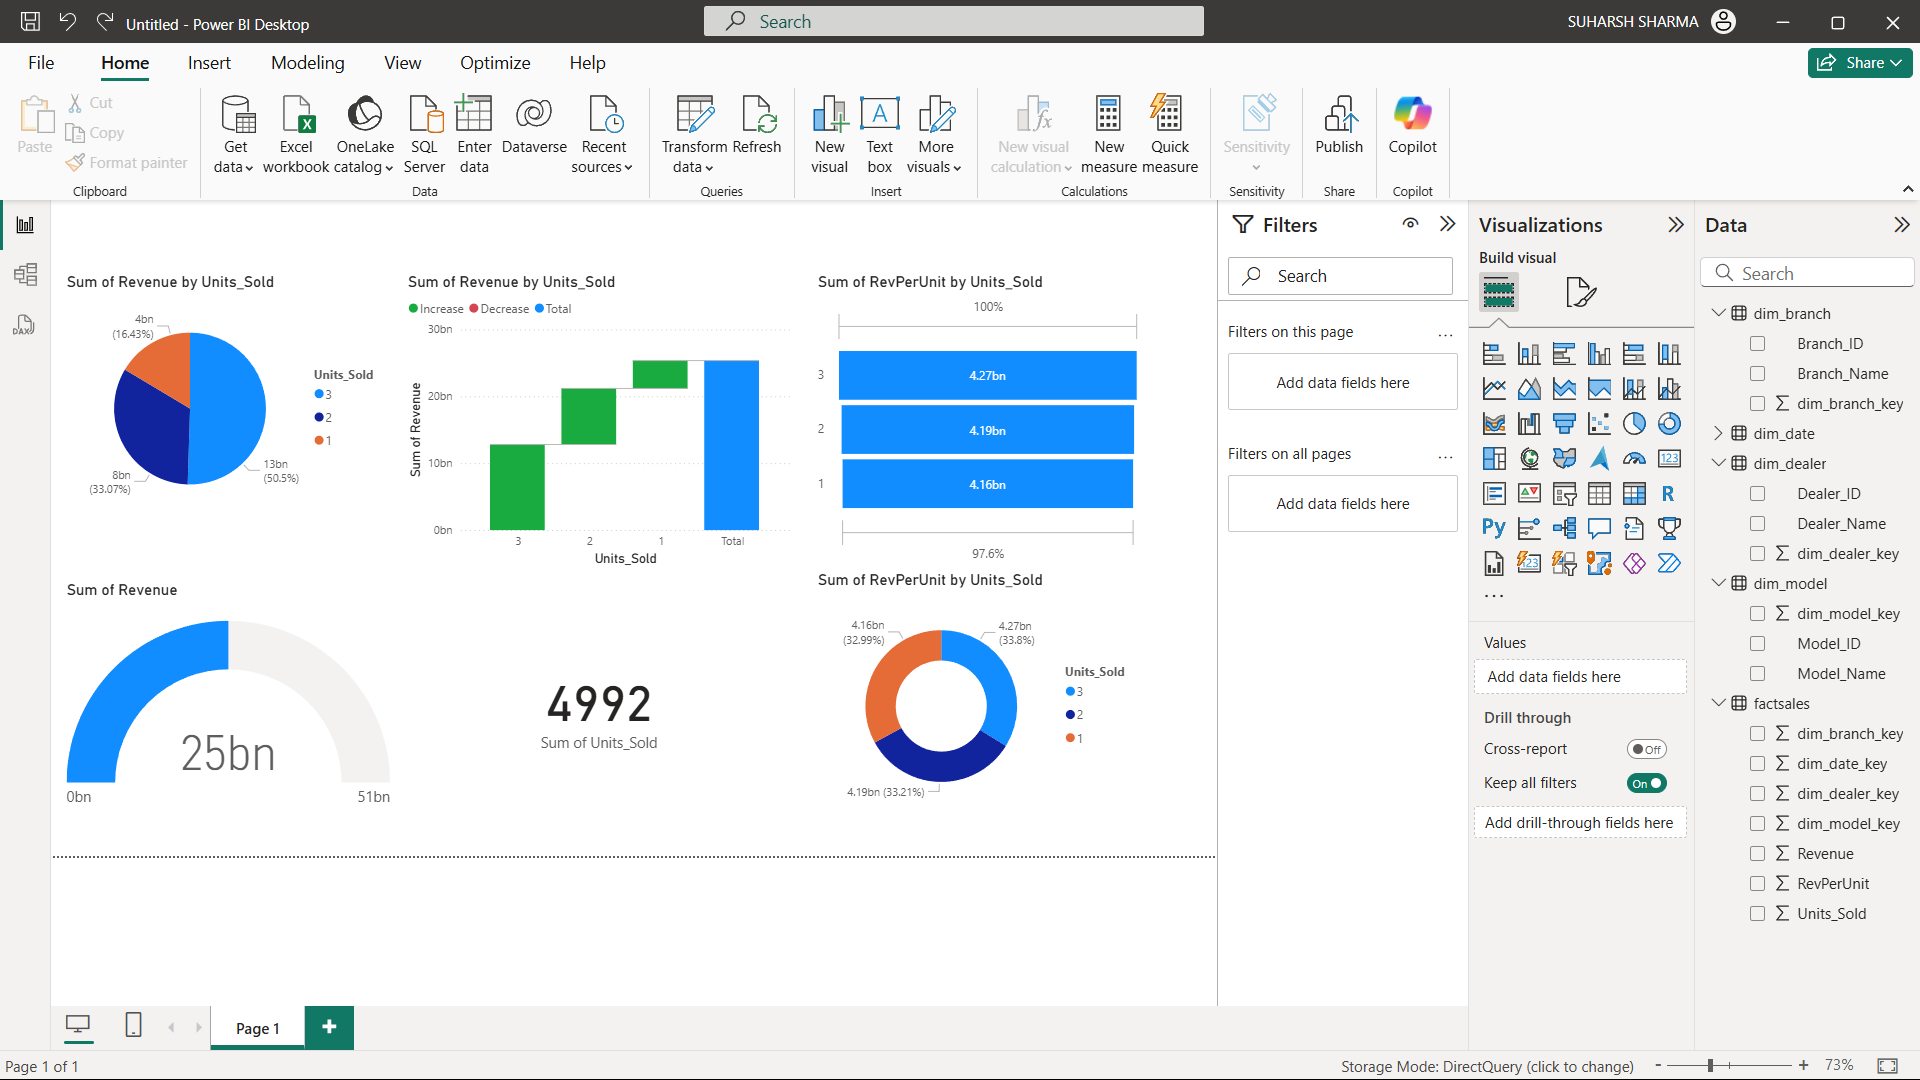 Untitled - Power BI Desktop
Search
SUHARSH SHARMA
File Home Insert Modeling View Optimize Help
Share
Paste
Cut
Copy
Format painter
Clipboard
Get data
Excel workbook
OneLake catalog
SQL Server
Enter data
Dataverse
Recent sources
Data
Transform data
Refresh
Queries
New visual
Text box
More visuals
Insert
New visual calculation
New measure
Quick measure
Calculations
Sensitivity
Sensitivity
Publish
Share
Copilot
Copilot
DAX
Sum of Revenue by Units_Sold
4bn
(16.43%)
8bn
(33.07%)
13bn
(50.5%)
Units_Sold
3
2
1
Sum of Revenue by Units_Sold
Increase Decrease Total
30bn
20bn
10bn
0bn
Sum of Revenue
3 2 1 Total
Units_Sold
Sum of RevPerUnit by Units_Sold
100%
3 4.27bn
2 4.19bn
1 4.16bn
97.6%
Sum of Revenue
25bn
0bn 51bn
4992
Sum of Units_Sold
Sum of RevPerUnit by Units_Sold
4.16bn
(32.99%)
4.27bn
(33.8%)
4.19bn (33.21%)
Units_Sold
3
2
1
Filters
Search
Filters on this page ...
Add data fields here
Filters on all pages ...
Add data fields here
Visualizations
Build visual
123
R
Py
123
...
Values
Add data fields here
Drill through
Cross-report Off
Keep all filters On
Add drill-through fields here
Data
Search
dim_branch
Branch_ID
Branch_Name
∑ dim_branch_key
dim_date
dim_dealer
Dealer_ID
Dealer_Name
∑ dim_dealer_key
dim_model
∑ dim_model_key
Model_ID
Model_Name
factsales
∑ dim_branch_key
∑ dim_date_key
∑ dim_dealer_key
∑ dim_model_key
∑ Revenue
∑ RevPerUnit
∑ Units_Sold
Page 1
+
Page 1 of 1
Storage Mode: DirectQuery (click to change)
- + 73%